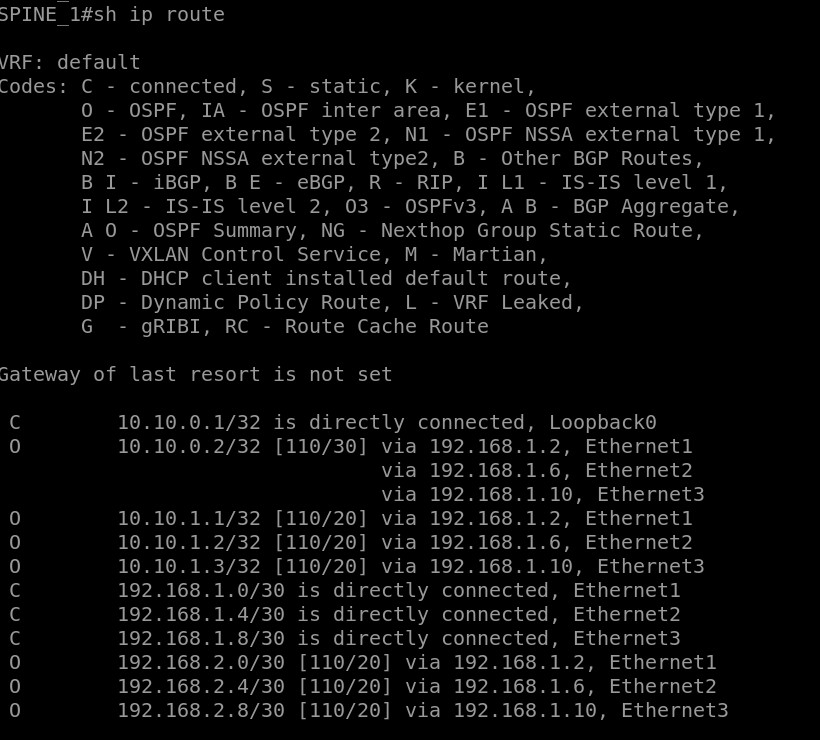 SPINE_1#sh ip route

VRF: default
Codes: C - connected, S - static, K - kernel,
       O - OSPF, IA - OSPF inter area, E1 - OSPF external type 1,
       E2 - OSPF external type 2, N1 - OSPF NSSA external type 1,
       N2 - OSPF NSSA external type2, B - Other BGP Routes,
       B I - iBGP, B E - eBGP, R - RIP, I L1 - IS-IS level 1,
       I L2 - IS-IS level 2, O3 - OSPFv3, A B - BGP Aggregate,
       A O - OSPF Summary, NG - Nexthop Group Static Route,
       V - VXLAN Control Service, M - Martian,
       DH - DHCP client installed default route,
       DP - Dynamic Policy Route, L - VRF Leaked,
       G  - gRIBI, RC - Route Cache Route

Gateway of last resort is not set

 C        10.10.0.1/32 is directly connected, Loopback0
 O        10.10.0.2/32 [110/30] via 192.168.1.2, Ethernet1
                                via 192.168.1.6, Ethernet2
                                via 192.168.1.10, Ethernet3
 O        10.10.1.1/32 [110/20] via 192.168.1.2, Ethernet1
 O        10.10.1.2/32 [110/20] via 192.168.1.6, Ethernet2
 O        10.10.1.3/32 [110/20] via 192.168.1.10, Ethernet3
 C        192.168.1.0/30 is directly connected, Ethernet1
 C        192.168.1.4/30 is directly connected, Ethernet2
 C        192.168.1.8/30 is directly connected, Ethernet3
 O        192.168.2.0/30 [110/20] via 192.168.1.2, Ethernet1
 O        192.168.2.4/30 [110/20] via 192.168.1.6, Ethernet2
 O        192.168.2.8/30 [110/20] via 192.168.1.10, Ethernet3